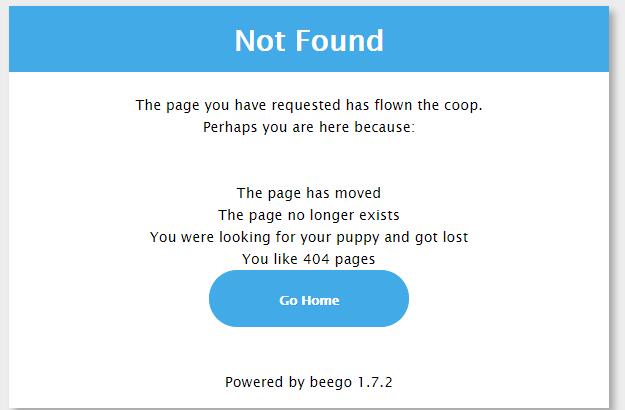 Not Found
The page you have requested has flown the coop.
Perhaps you are here because:
The page has moved
The page no longer exists
You were looking for your puppy and got lost
You like 404 pages
Go Home
Powered by beego 1.7.2